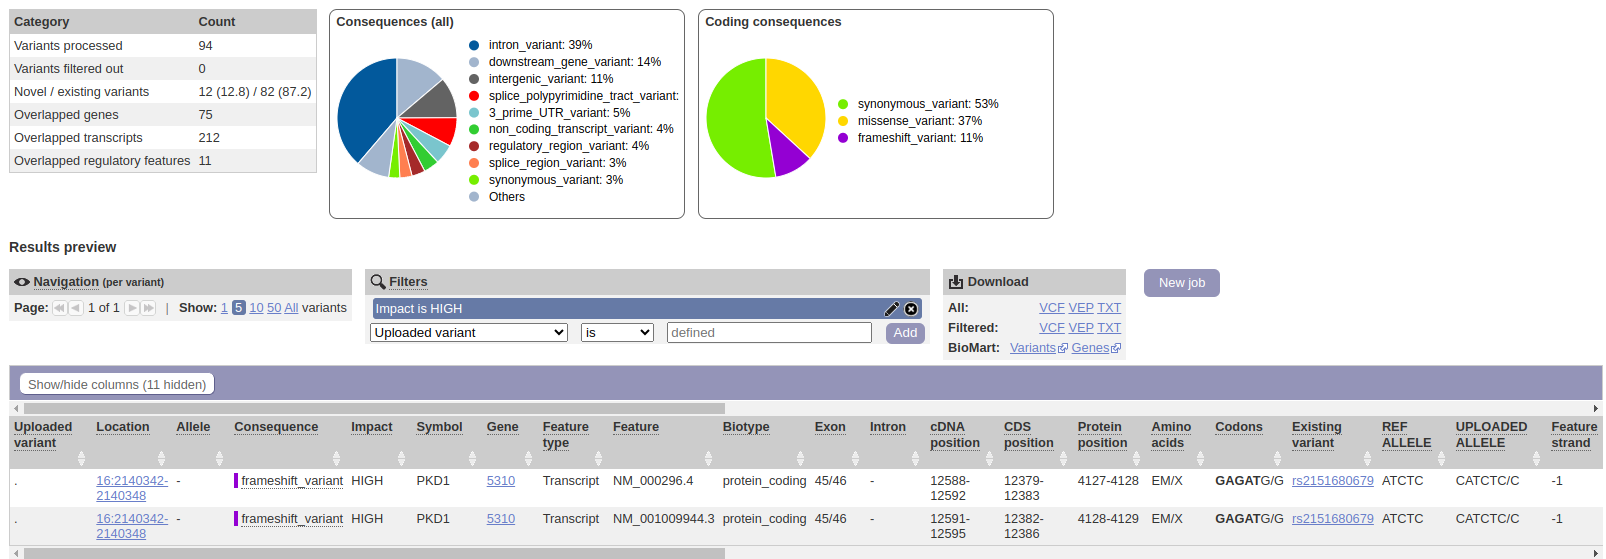 Category Count
Variants processed 94
Variants filtered out 0
Novel / existing variants 12 (12.8) / 82 (87.2)
Overlapped genes 75
Overlapped transcripts 212
Overlapped regulatory features 11
Consequences (all)
intron_variant: 39%
downstream_gene_variant: 14%
intergenic_variant: 11%
splice_polypyrimidine_tract_variant:
3_prime_UTR_variant: 5%
non_coding_transcript_variant: 4%
regulatory_region_variant: 4%
splice_region_variant: 3%
synonymous_variant: 3%
Others
Coding consequences
synonymous_variant: 53%
missense_variant: 37%
frameshift_variant: 11%
Results preview
Navigation (per variant)
Page: 1 of 1 | Show: 1 5 10 50 All variants
Filters
Impact is HIGH
Uploaded variant is defined Add
Download
All: VCF VEP TXT
Filtered: VCF VEP TXT
BioMart: Variants Genes
New job
Show/hide columns (11 hidden)
Uploaded Location Allele Consequence Impact Symbol Gene Feature Feature Biotype Exon Intron cDNA CDS Protein Amino Codons Existing REF UPLOADED Feature
variant type position position position acids variant ALLELE ALLELE strand
. 16:2140342- - frameshift_variant HIGH PKD1 5310 Transcript NM_000296.4 protein_coding 45/46 - 12588- 12379- 4127-4128 EM/X GAGATG/G rs2151680679 ATCTC CATCTC/C -1
2140348 12592 12383
. 16:2140342- - frameshift_variant HIGH PKD1 5310 Transcript NM_001009944.3 protein_coding 45/46 - 12591- 12382- 4128-4129 EM/X GAGATG/G rs2151680679 ATCTC CATCTC/C -1
2140348 12595 12386